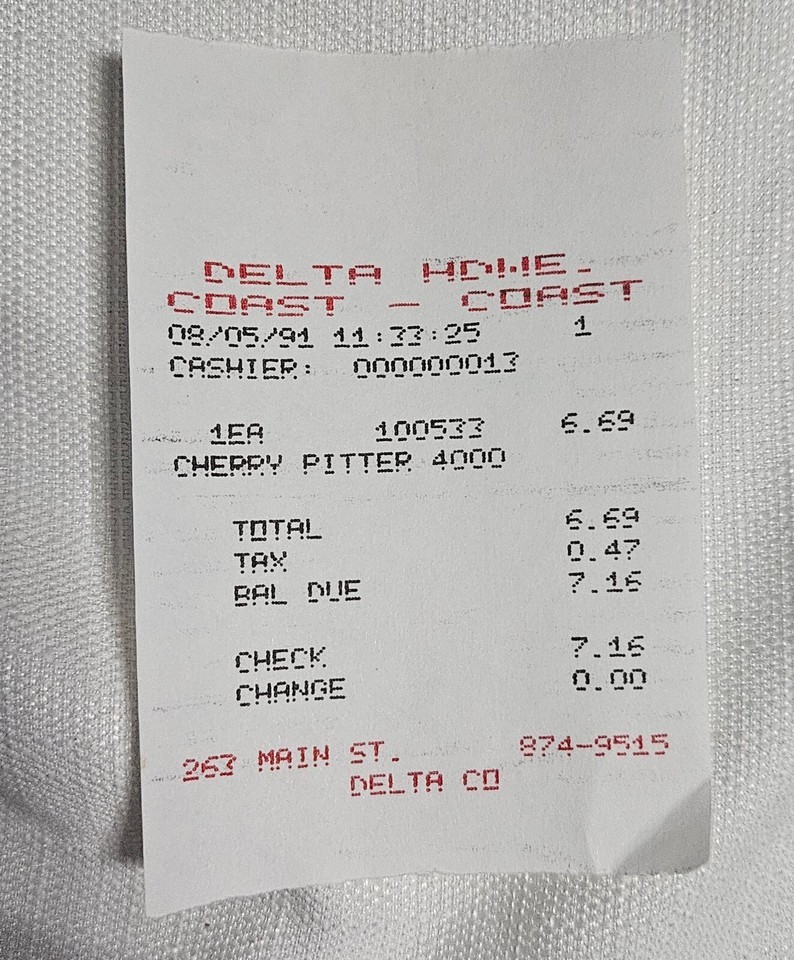 DELTA HDWE.
COAST - COAST
08/05/91 11:33:25 1
CASHIER: 000000013
1EA 100533 6.69
CHERRY PITTER 4000
TOTAL 6.69
TAX 0.47
BAL DUE 7.16
CHECK 7.16
CHANGE 0.00
263 MAIN ST. 874-9515
DELTA CO